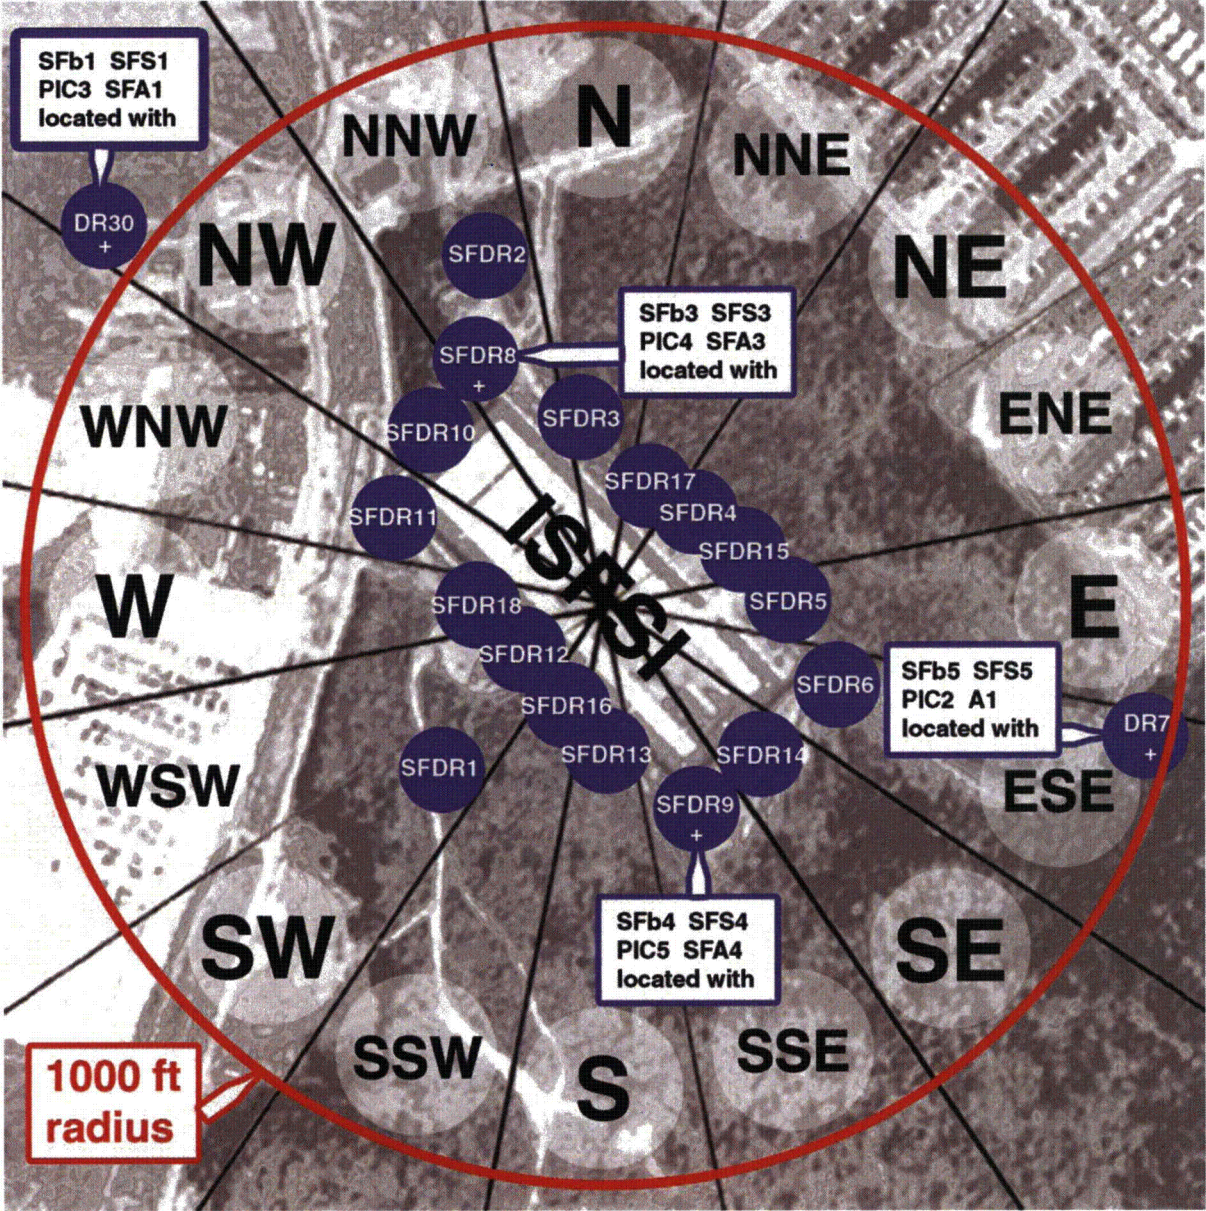 SFb1 SFS1
PIC3 SFA1
located with
DR30
+
NNW
N
NNE
NW
NE
SFDR2
SFb3 SFS3
PIC4 SFA3
located with
SFDR8
+
SFDR3
SFDR10
WNW
ENE
SFDR17
SFDR4
SFDR11
SFDR15
ISFSI
W
SFDR18
SFDR5
E
SFDR12
SFDR6
SFb5 SFS5
PIC2 A1
located with
DR7
+
SFDR16
SFDR13
SFDR14
SFDR1
WSW
ESE
SFDR9
+
SFb4 SFS4
PIC5 SFA4
located with
SW
SE
SSW
S
SSE
1000 ft
radius